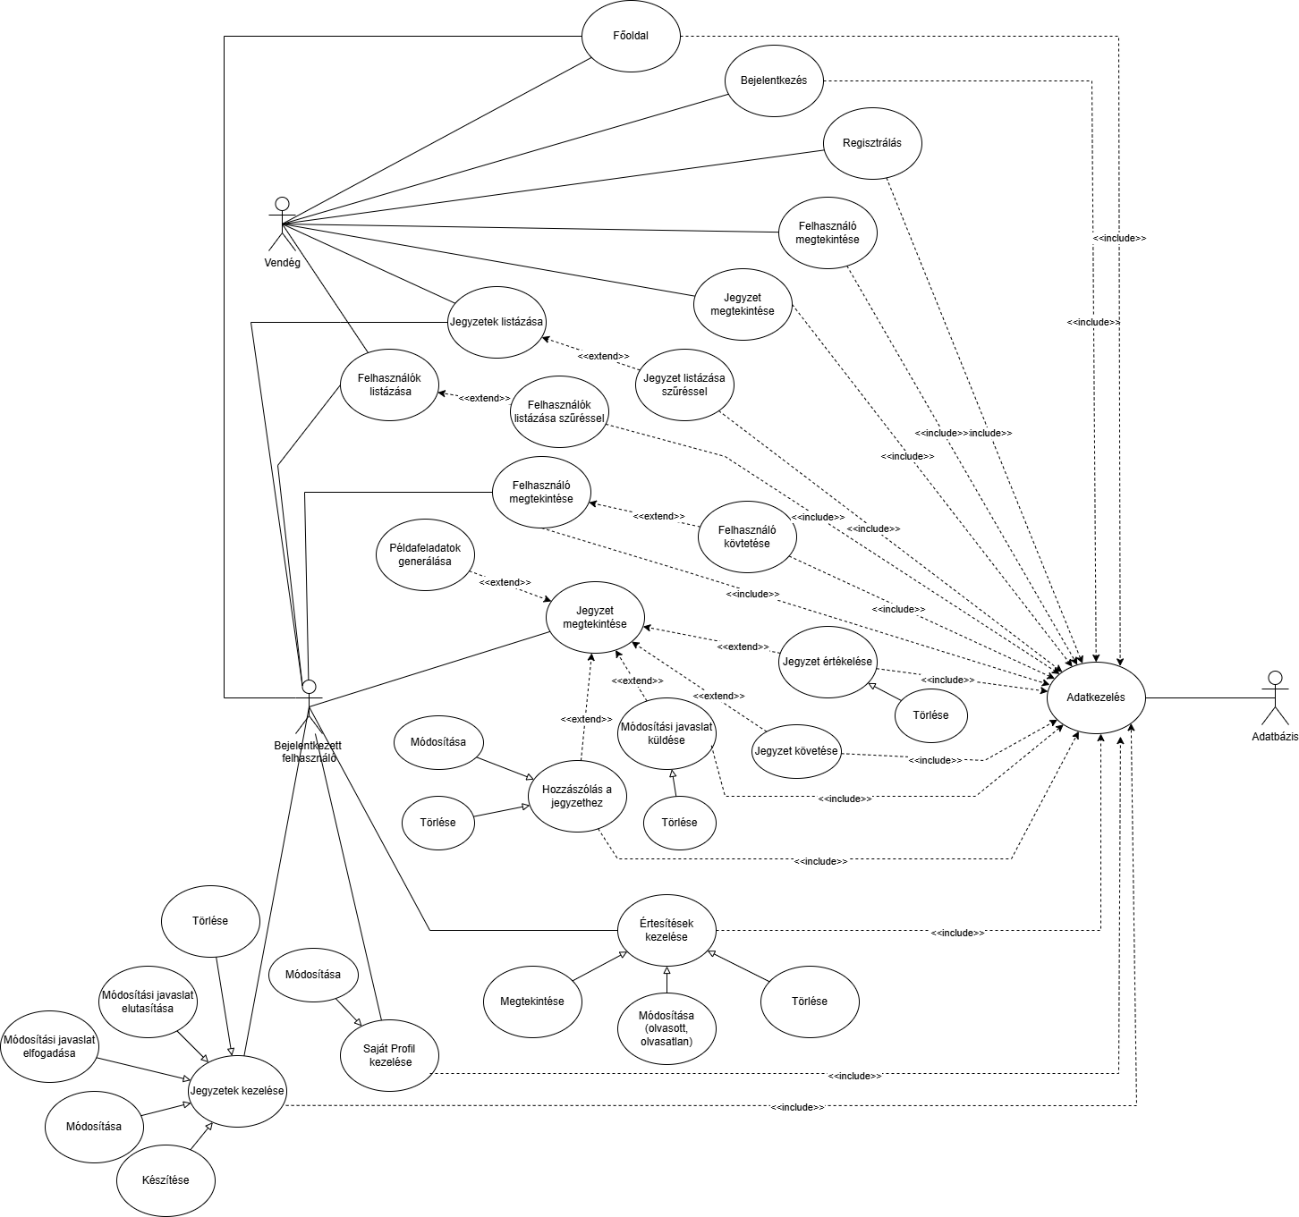 Főoldal
Bejelentkezés
Regisztrálás
Felhasználó
megtekintése
<<include>>
Vendég
Jegyzet
megtekintése
Jegyzetek listázása
<<include>>
<<extend>>
Felhasználók
listázása
Jegyzet listázása
szűréssel
<<extend>>
Felhasználók
listázása szűréssel
<<include>>
include>>
<<include>>
Felhasználó
megtekintése
<<extend>>
<<include>>
<<include>>
Felhasználó
kövtetése
Példafeladatok
generálása
<<extend>>
<<include>>
<<include>>
Jegyzet
megtekintése
<<extend>>
Jegyzet értékelése
<<extend>>
<<include>>
<<extend>>
Adatkezelés
Törlése
<<extend>>
Módosítási javaslat
küldése
Adatbázis
Bejelentkezett
felhasználó
Módosítása
Jegyzet követése
<<include>>
Hozzászólás a
jegyzethez
<<include>>
Törlése
Törlése
<<include>>
Törlése
Értesítések
kezelése
<<include>>
Módosítása
Módosítási javaslat
elutasítása
Megtekintése
Törlése
Módosítása
(olvasott,
olvasatlan)
Módosítási javaslat
elfogadása
Saját Profil
kezelése
<<include>>
Jegyzetek kezelése
<<include>>
Módosítása
Készítése